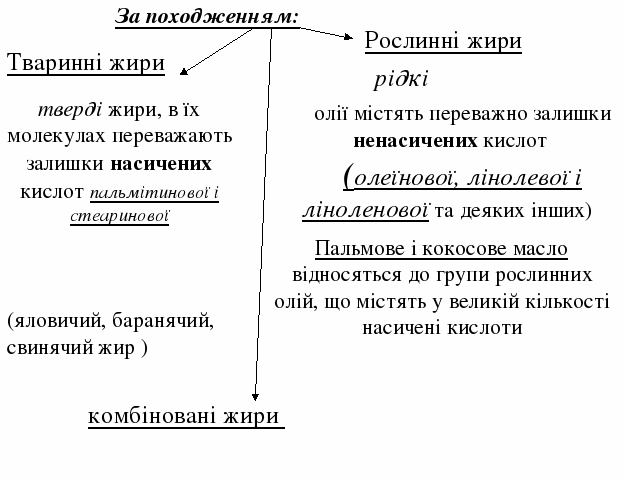 За походженням:
Тваринні жири
тверді жири, в їх
молекулах переважають
залишки насичених
кислот пальмітинової і
стеаринової
(яловичий, баранячий,
свинячий жир )
Рослинні жири
рідкі
олії містять переважно залишки
ненасичених кислот
(олеїнової, лінолевої і
ліноленової та деяких інших)
Пальмове і кокосове масло
відносяться до групи рослинних
олій, що містять у великій кількості
насичені кислоти
комбіновані жири